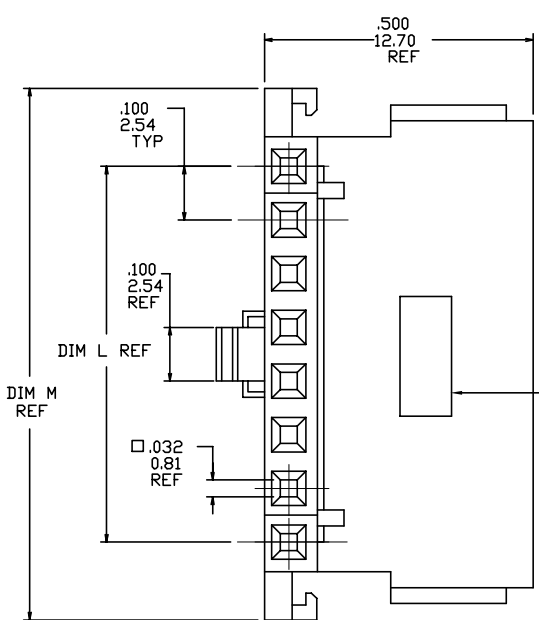 .500
12.70
REF
.100
2.54
TYP
.100
2.54
REF
DIM L REF
DIM M
REF
□ .032
0.81
REF